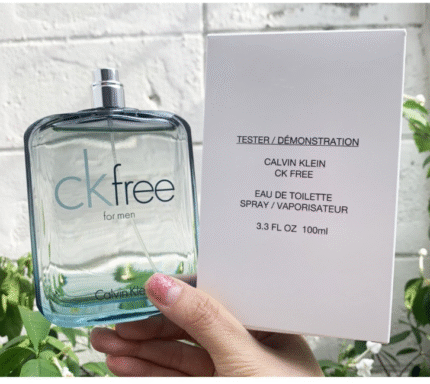 ckfree
for men
Calvin Klein
TESTER / DÉMONSTRATION
CALVIN KLEIN
CK FREE
EAU DE TOILETTE
SPRAY / VAPORISATEUR
3.3 FL OZ 100ml